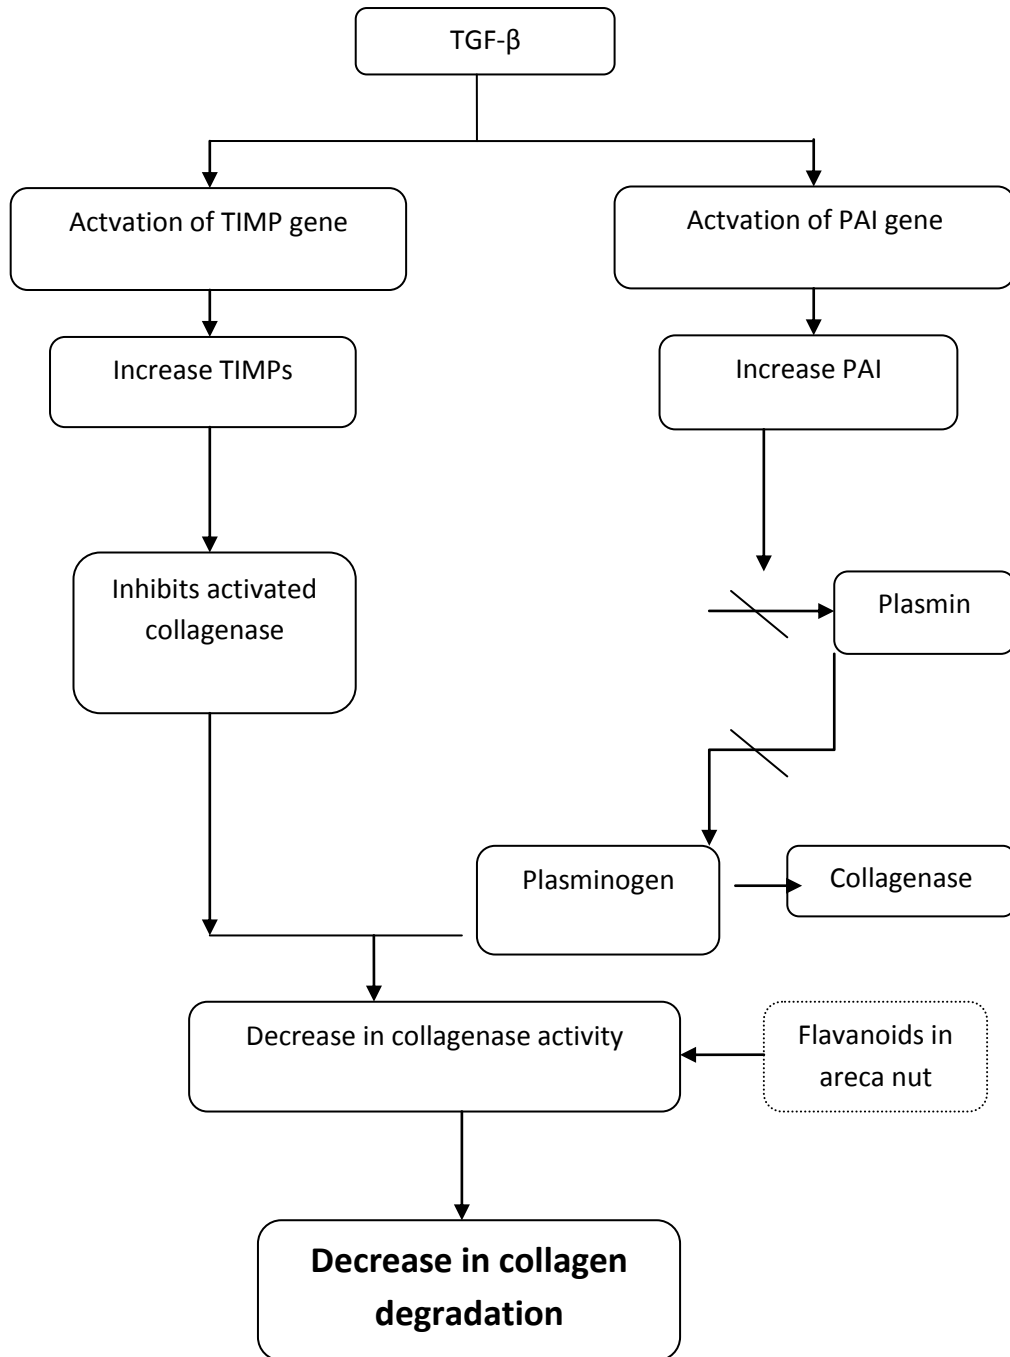 TGF-β
Actvation of TIMP gene
Actvation of PAI gene
Increase TIMPs
Increase PAI
Inhibits activated
collagenase
Plasmin
Plasminogen
Collagenase
Decrease in collagenase activity
Flavanoids in
areca nut
Decrease in collagen
degradation